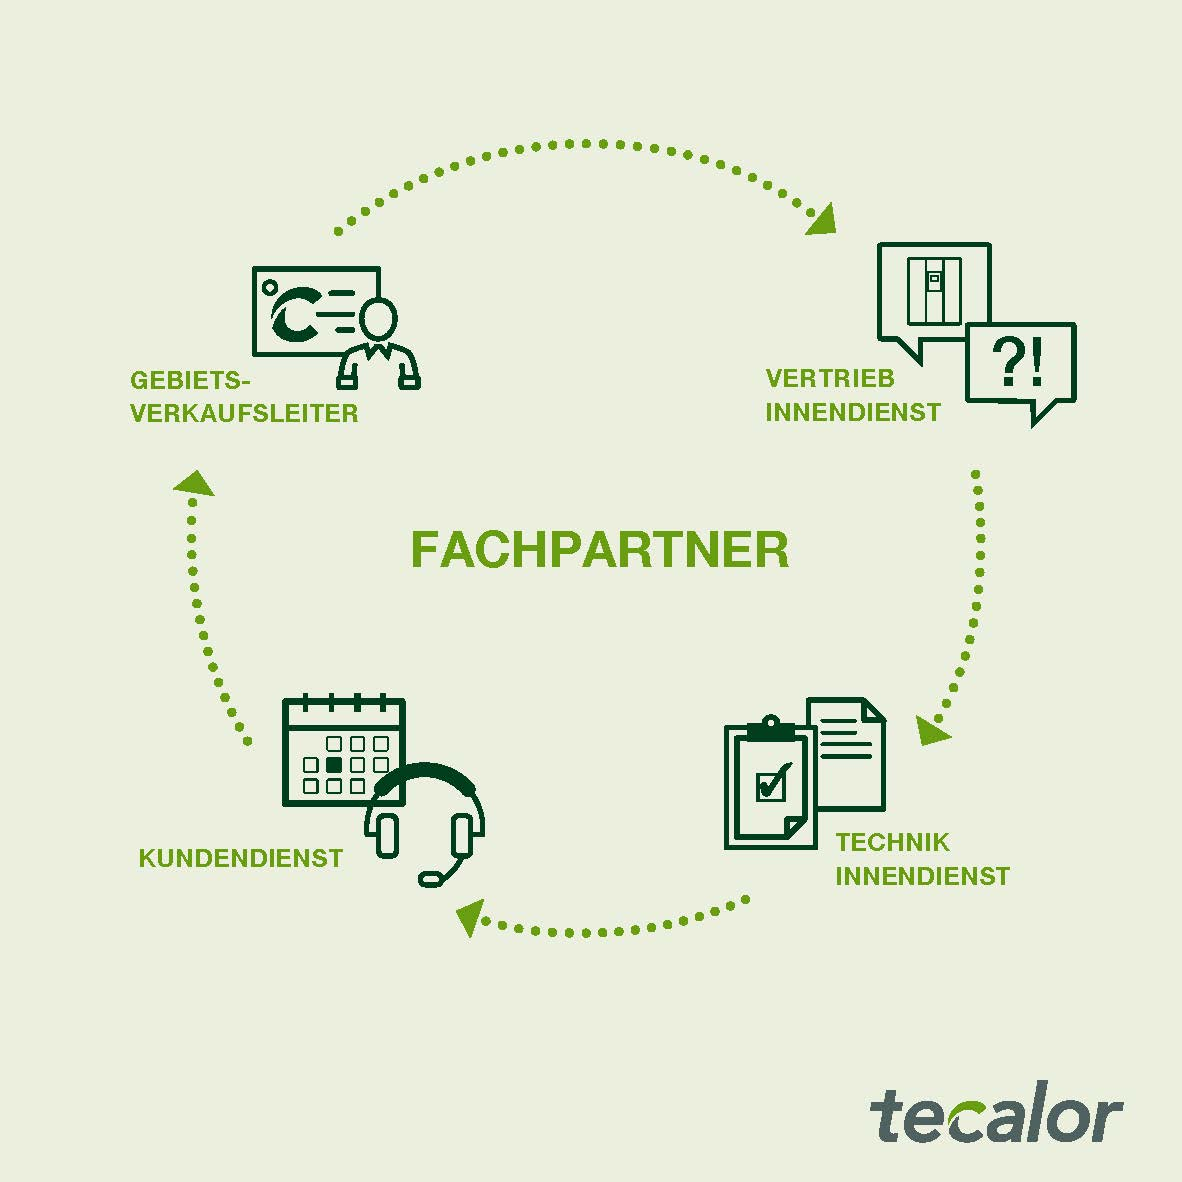 GEBIETS-
VERKAUFSLEITER
VERTRIEB
INNENDIENST
?!
FACHPARTNER
KUNDENDIENST
TECHNIK
INNENDIENST
tecalor